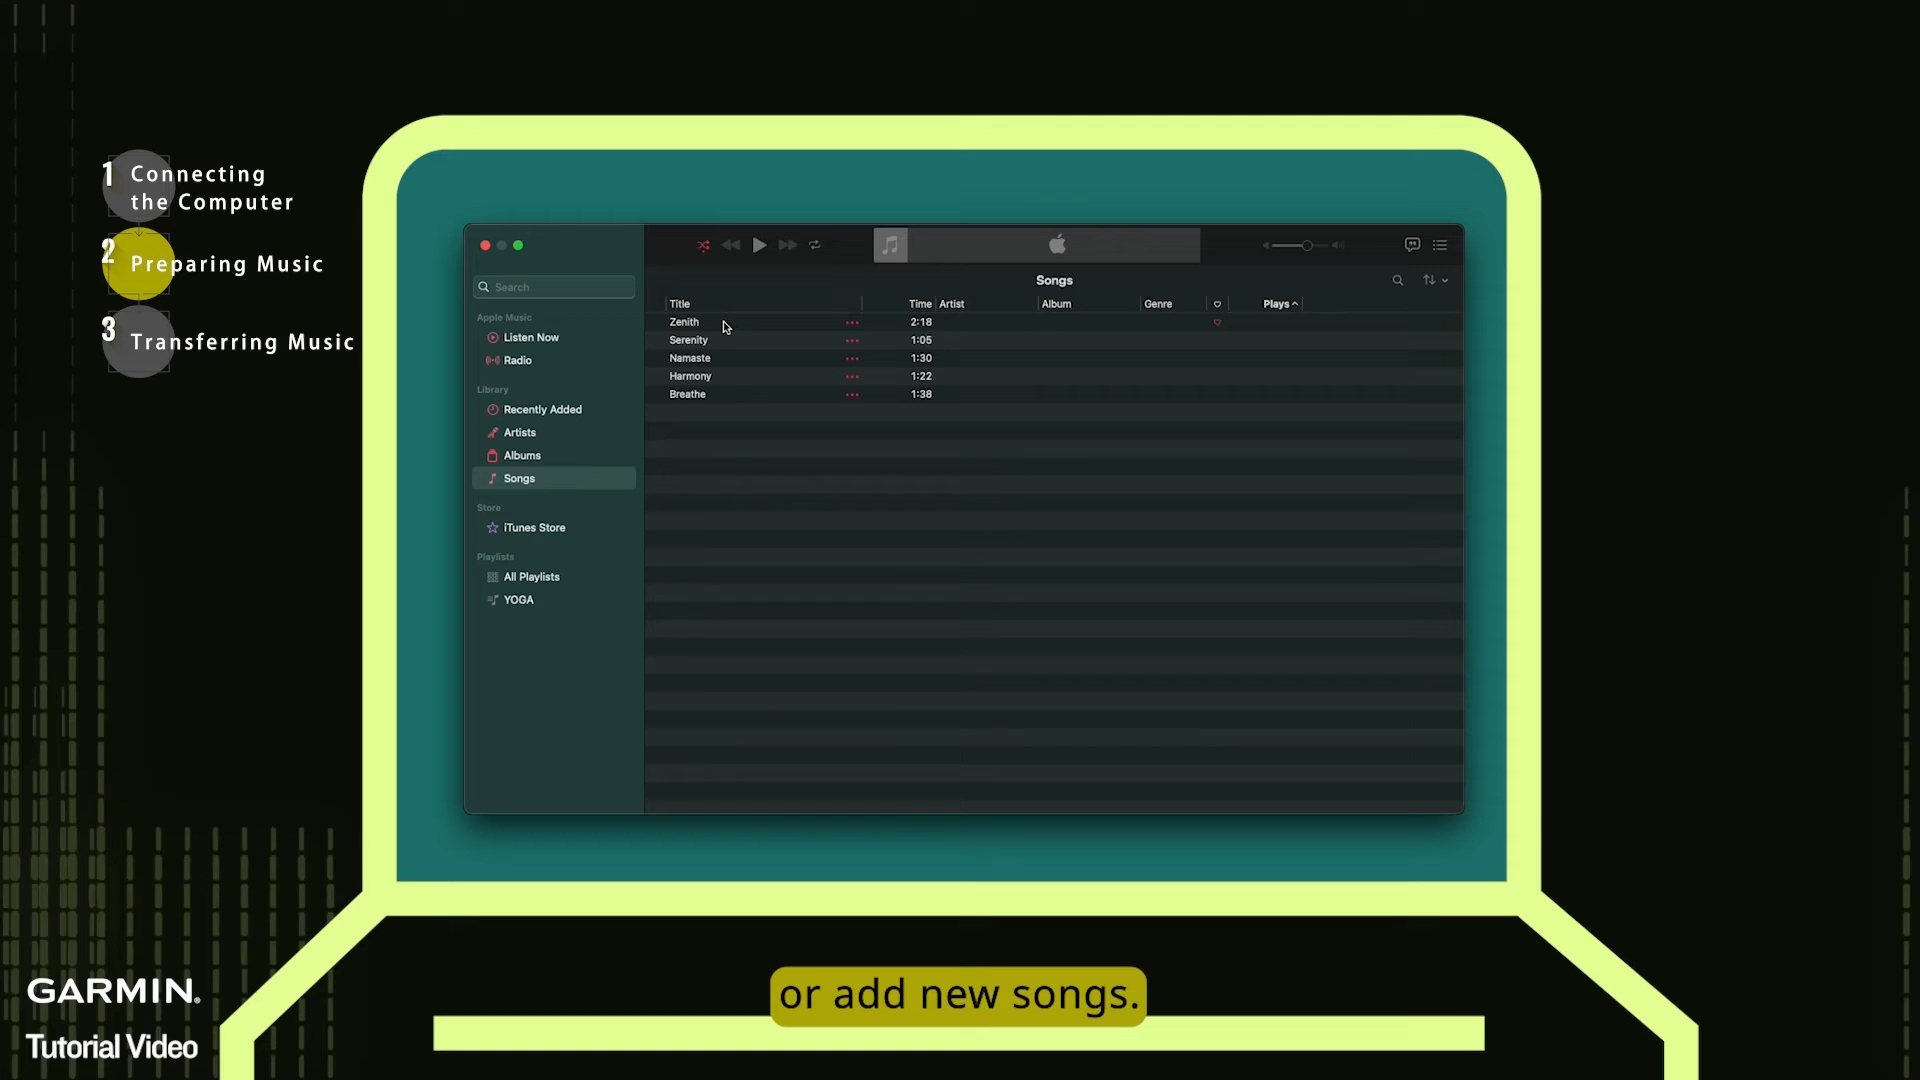 1 Connecting
the Computer
2 Preparing Music
3 Transferring Music
Search
Apple Music
Listen Now
Radio
Library
Recently Added
Artists
Albums
Songs
Store
iTunes Store
Playlists
All Playlists
YOGA
Songs
Title Time Artist Album Genre Plays
Zenith 2:18
Serenity 1:05
Namaste 1:30
Harmony 1:22
Breathe 1:38
GARMIN®
Tutorial Video
or add new songs.